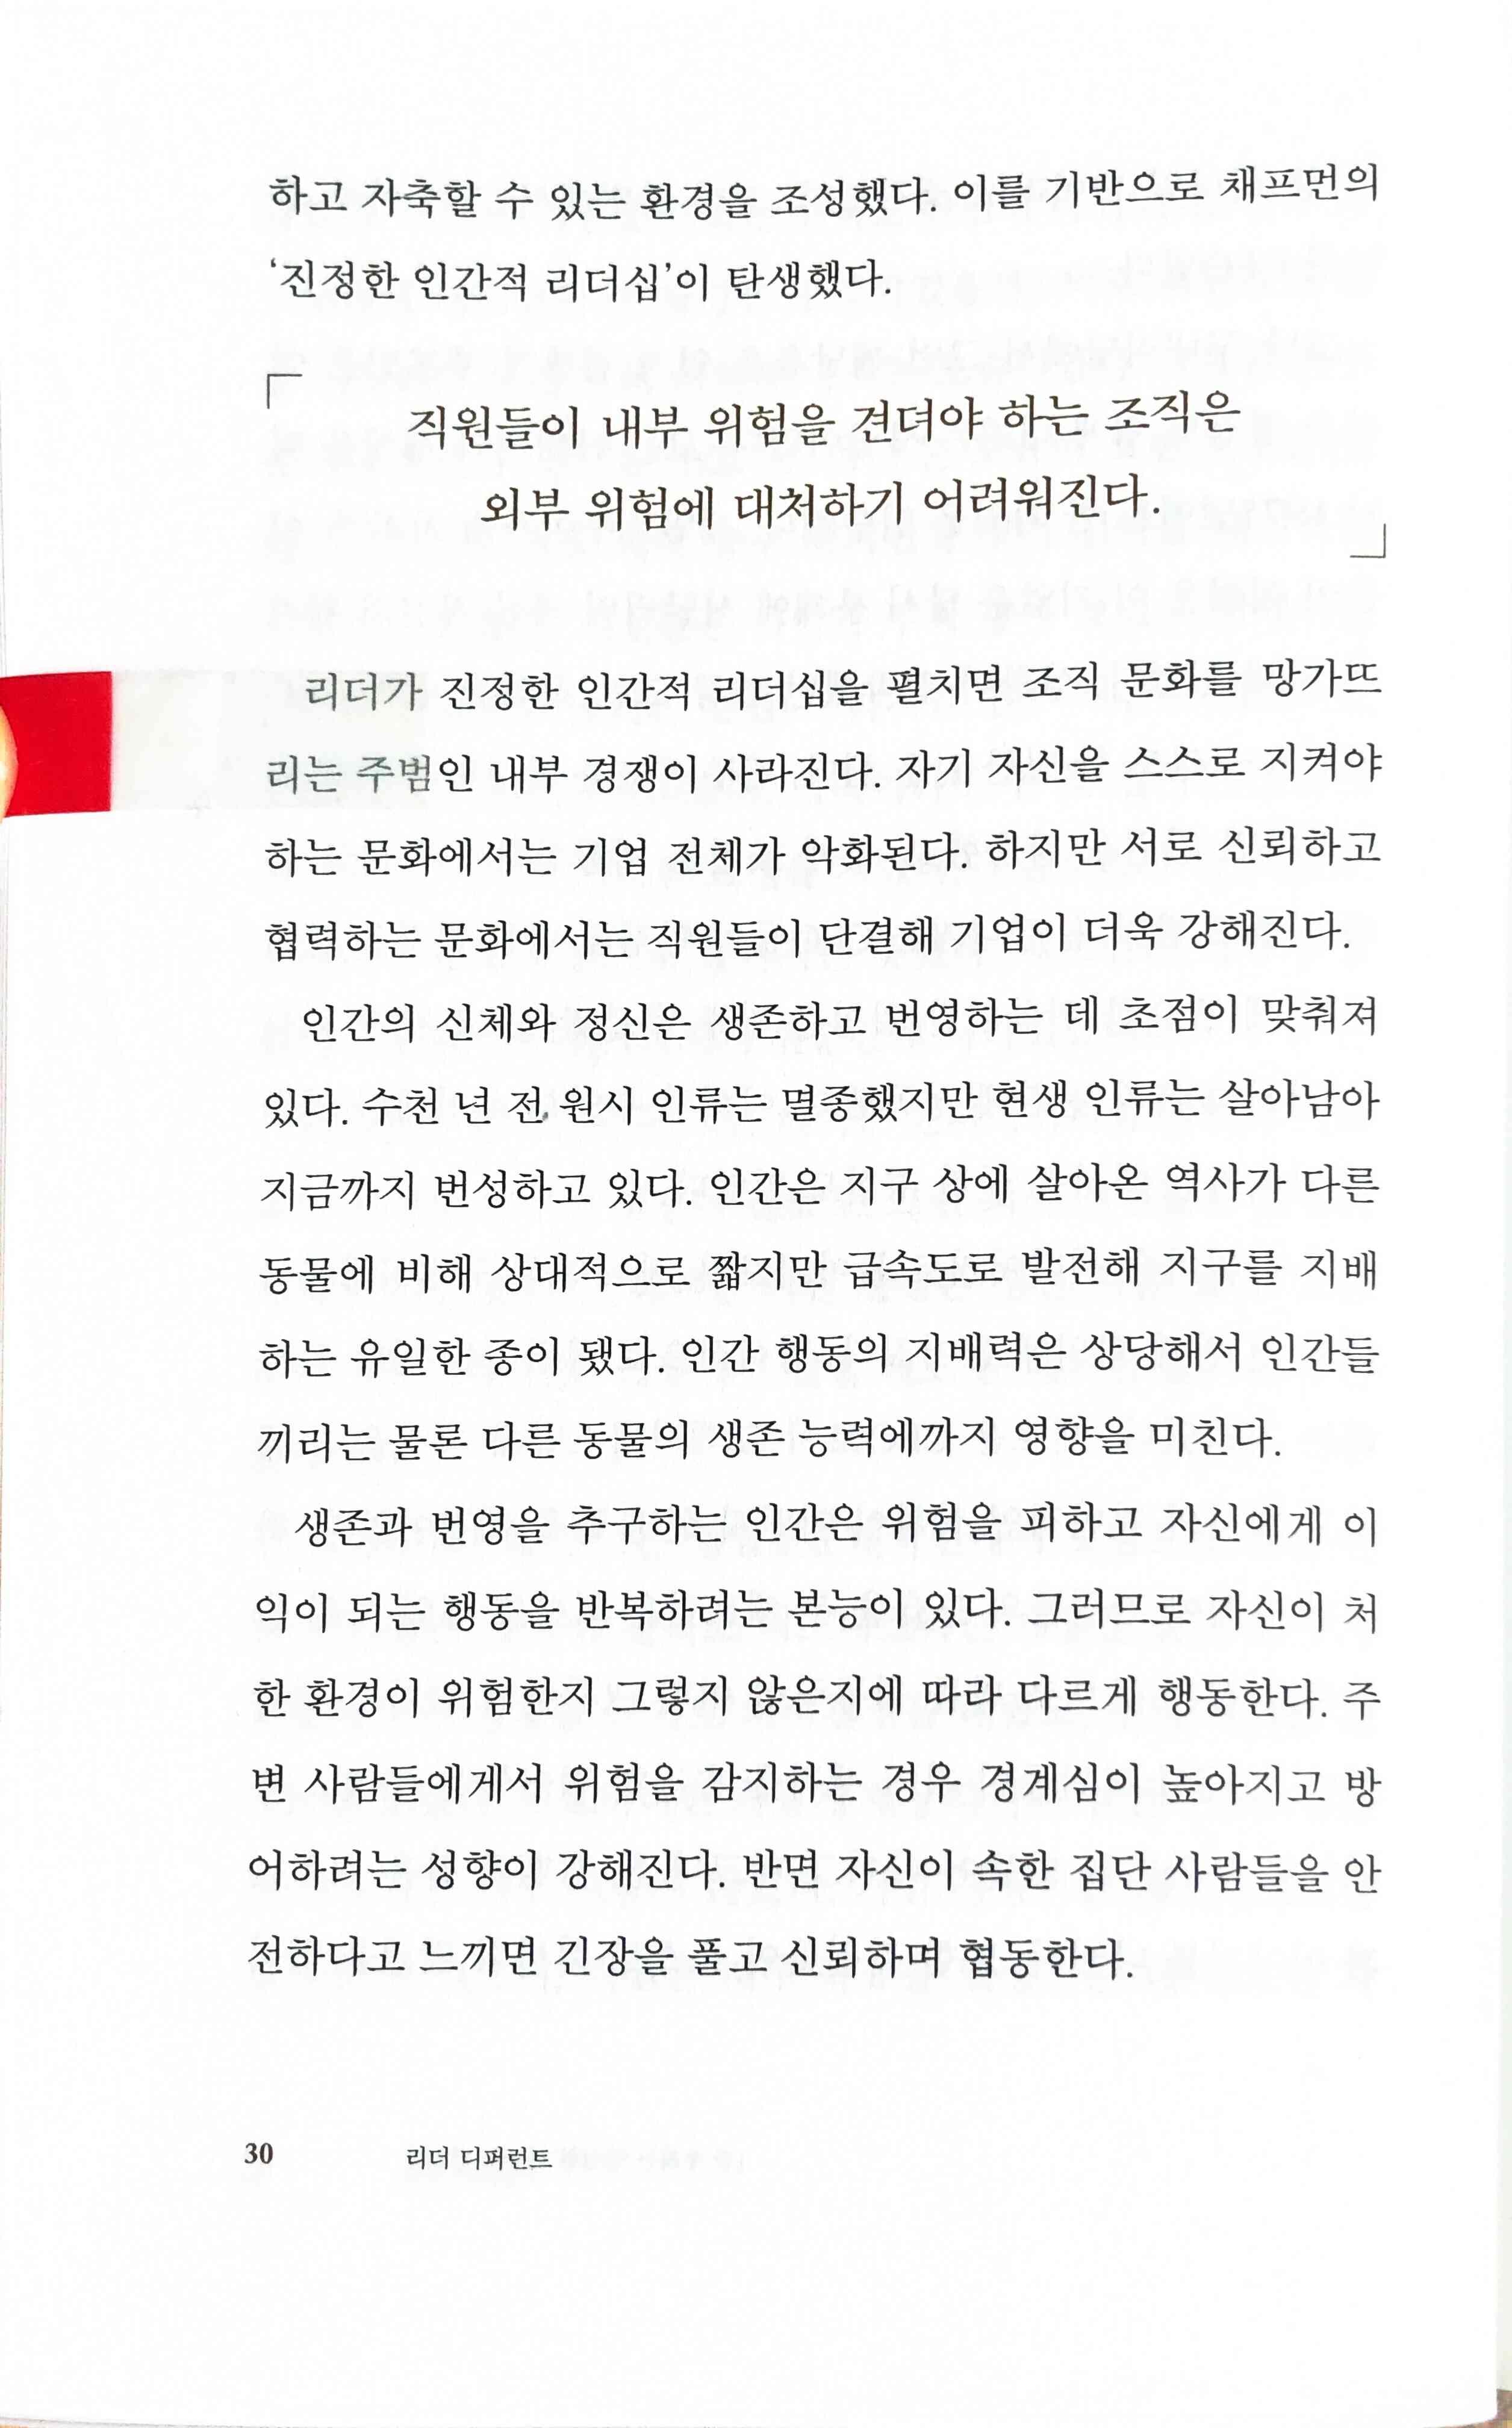 하고 자축할 수 있는 환경을 조성했다. 이를 기반으로 채프먼의
‘진정한 인간적 리더십’이 탄생했다.
직원들이 내부 위험을 견뎌야 하는 조직은
외부 위험에 대처하기 어려워진다.
리더가 진정한 인간적 리더십을 펼치면 조직 문화를 망가뜨
리는 주범인 내부 경쟁이 사라진다. 자기 자신을 스스로 지켜야
하는 문화에서는 기업 전체가 악화된다. 하지만 서로 신뢰하고
협력하는 문화에서는 직원들이 단결해 기업이 더욱 강해진다.
인간의 신체와 정신은 생존하고 번영하는 데 초점이 맞춰져
있다. 수천 년 전 원시 인류는 멸종했지만 현생 인류는 살아남아
지금까지 번성하고 있다. 인간은 지구 상에 살아온 역사가 다른
동물에 비해 상대적으로 짧지만 급속도로 발전해 지구를 지배
하는 유일한 종이 됐다. 인간 행동의 지배력은 상당해서 인간들
끼리는 물론 다른 동물의 생존 능력에까지 영향을 미친다.
생존과 번영을 추구하는 인간은 위험을 피하고 자신에게 이
익이 되는 행동을 반복하려는 본능이 있다. 그러므로 자신이 처
한 환경이 위험한지 그렇지 않은지에 따라 다르게 행동한다. 주
변 사람들에게서 위험을 감지하는 경우 경계심이 높아지고 방
어하려는 성향이 강해진다. 반면 자신이 속한 집단 사람들을 안
전하다고 느끼면 긴장을 풀고 신뢰하며 협동한다.
30 리더 디퍼런트